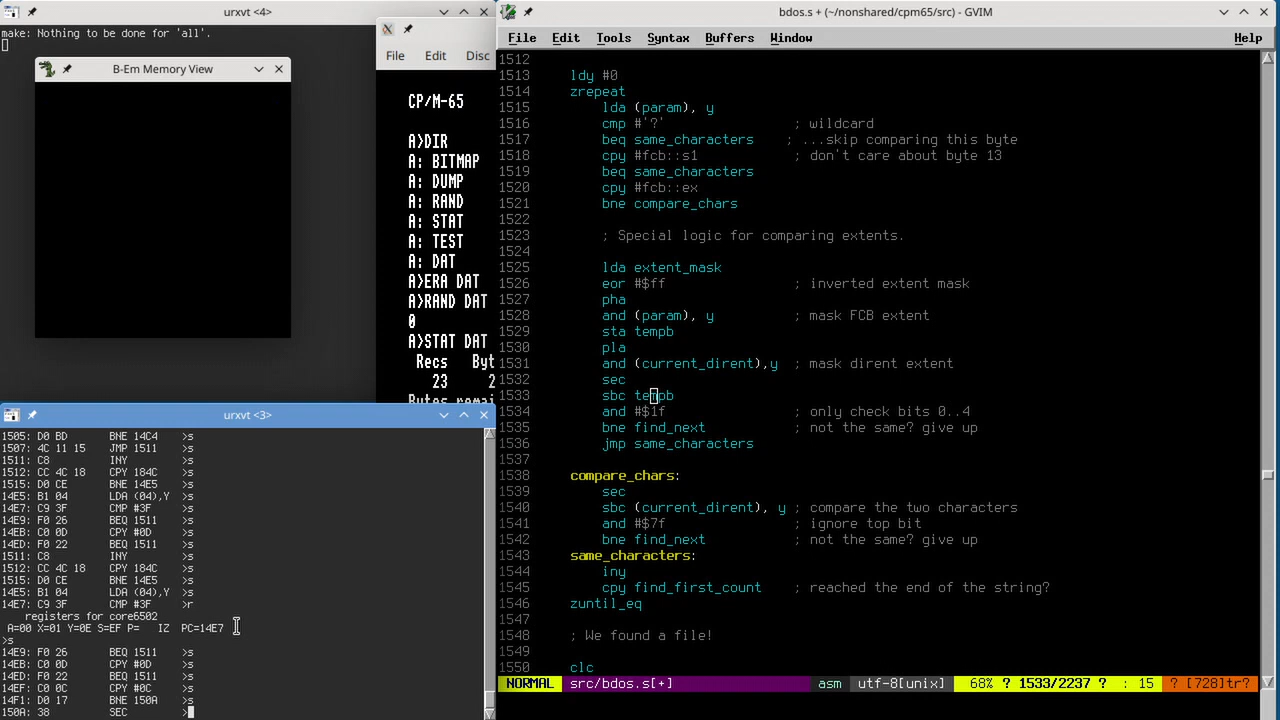 urxvt <4>
make: Nothing to be done for 'all'.
B-Em Memory View
File Edit Disc
CP/M-65
A>DIR
A: BITMAP
A: DUMP
A: RAND
A: STAT
A: TEST
A: DAT
A>ERA DAT
A>RAND DAT
0
A>STAT DAT
Recs Byt
23 2
Bytes remai
urxvt <3>
1505: D0 BD BNE 14C4 >s
1507: 4C 11 15 JMP 1511 >s
1511: C8 INY >s
1512: CC 4C 18 CPY 184C >s
1515: D0 CE BNE 14E5 >s
14E5: B1 04 LDA (04),Y >s
14E7: C9 3F CMP #3F >s
14E9: F0 26 BEQ 1511 >s
14EB: C0 0D CPY #0D >s
14ED: F0 22 BEQ 1511 >s
1511: C8 INY >s
1512: CC 4C 18 CPY 184C >s
1515: D0 CE BNE 14E5 >s
14E5: B1 04 LDA (04),Y >s
14E7: C9 3F CMP #3F >r
registers for core6502
A=00 X=01 Y=0E S=EF P= IZ PC=14E7
>s
14E9: F0 26 BEQ 1511 >s
14EB: C0 0D CPY #0D >s
14ED: F0 22 BEQ 1511 >s
14EF: C0 0C CPY #0C >s
14F1: D0 17 BNE 150A >s
150A: 38 SEC >
bdos.s + (~/nonshared/cpm65/src) - GVIM
File Edit Tools Syntax Buffers Window Help
1512
1513 ldy #0
1514 zrepeat
1515 lda (param), y
1516 cmp #'?' ; wildcard
1517 beq same_characters ; ...skip comparing this byte
1518 cpy #fcb::s1 ; don't care about byte 13
1519 beq same_characters
1520 cpy #fcb::ex
1521 bne compare_chars
1522
1523 ; Special logic for comparing extents.
1524
1525 lda extent_mask
1526 eor #$ff ; inverted extent mask
1527 pha
1528 and (param), y ; mask FCB extent
1529 sta tempb
1530 pla
1531 and (current_dirent),y ; mask dirent extent
1532 sec
1533 sbc tempb
1534 and #$1f ; only check bits 0..4
1535 bne find_next ; not the same? give up
1536 jmp same_characters
1537
1538 compare_chars:
1539 sec
1540 sbc (current_dirent), y ; compare the two characters
1541 and #$7f ; ignore top bit
1542 bne find_next ; not the same? give up
1543 same_characters:
1544 iny
1545 cpy find_first_count ; reached the end of the string?
1546 zuntil_eq
1547
1548 ; We found a file!
1549
1550 clc
NORMAL src/bdos.s[+] asm utf-8[unix] 68% ? 1533/2237 ? : 15 ? [728]tr?